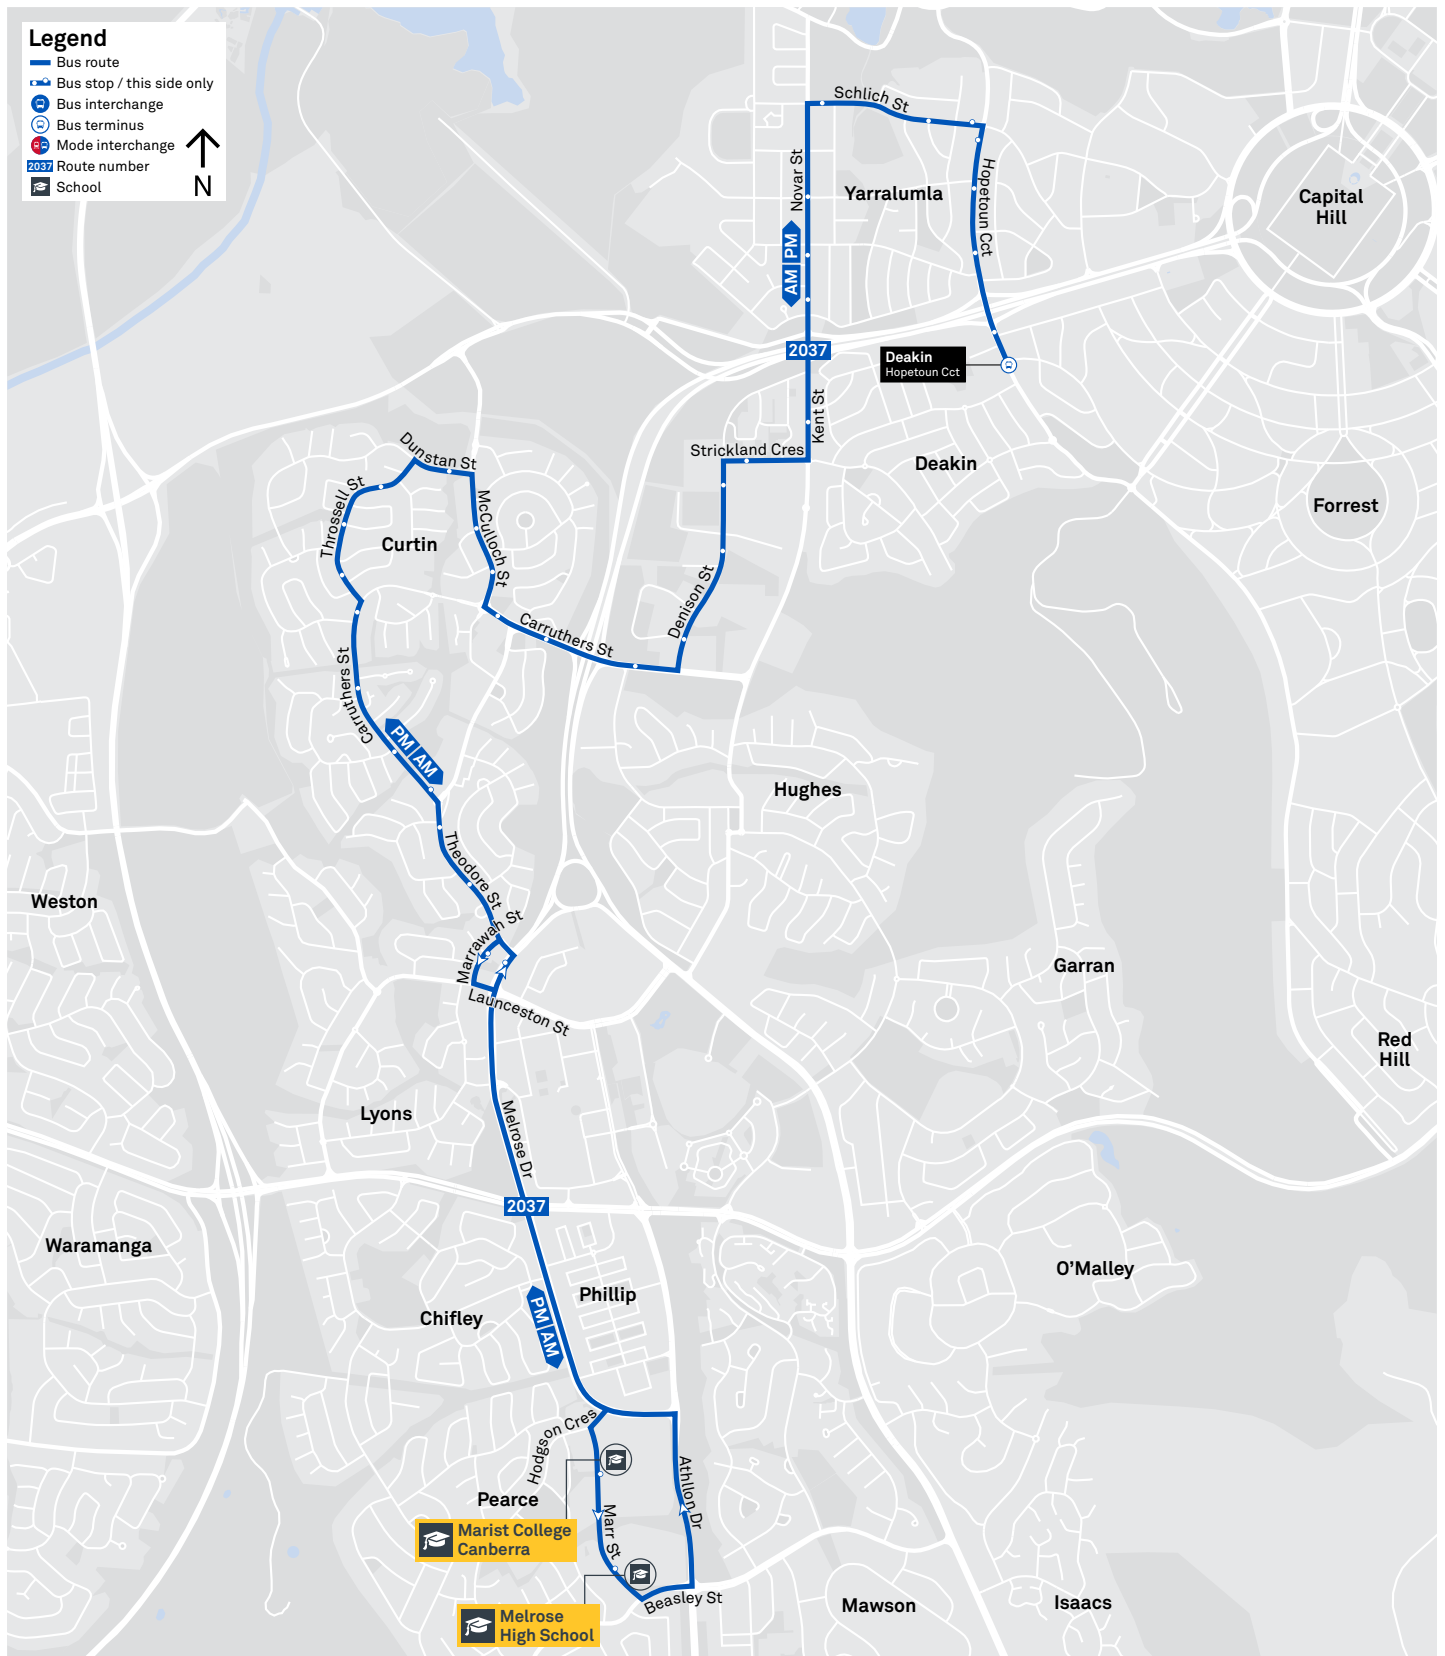 Legend
Bus route
Bus stop / this side only
Bus interchange
Bus terminus
Mode interchange
2037 Route number
School
N
Schlich St
Novar St
Hopetoun Cct
Yarralumla
Capital
Hill
AM | PM
2037
Deakin
Hopetoun Cct
Kent St
Strickland Cres
Deakin
Forrest
Dunstan St
Throssell St
McCulloch St
Curtin
Denison St
Carruthers St
Carruthers St
PM | AM
Hughes
Theodore St
Weston
Marrawah St
Garran
Launceston St
Red
Hill
Lyons
Melrose Dr
2037
Waramanga
O'Malley
Phillip
Chifley
PM | AM
Hodgson Cres
Athllon Dr
Pearce
Marr St
Marist College
Canberra
Beasley St
Melrose
High School
Mawson
Isaacs